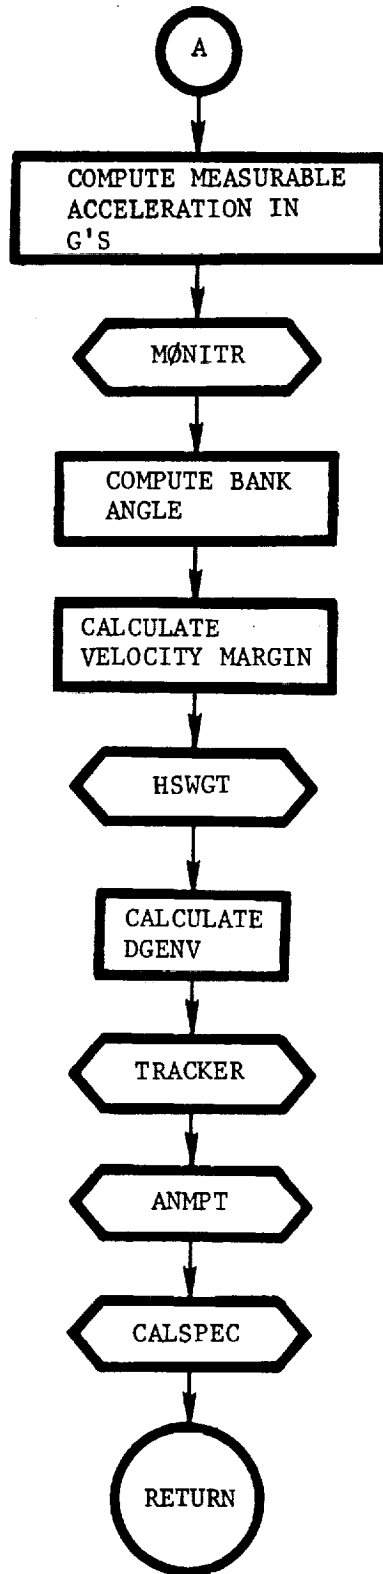 A
COMPUTE MEASURABLE
ACCELERATION IN
G'S
MØNITR
COMPUTE BANK
ANGLE
CALCULATE
VELOCITY MARGIN
HSWGT
CALCULATE
DGENV
TRACKER
ANMPT
CALSPEC
RETURN